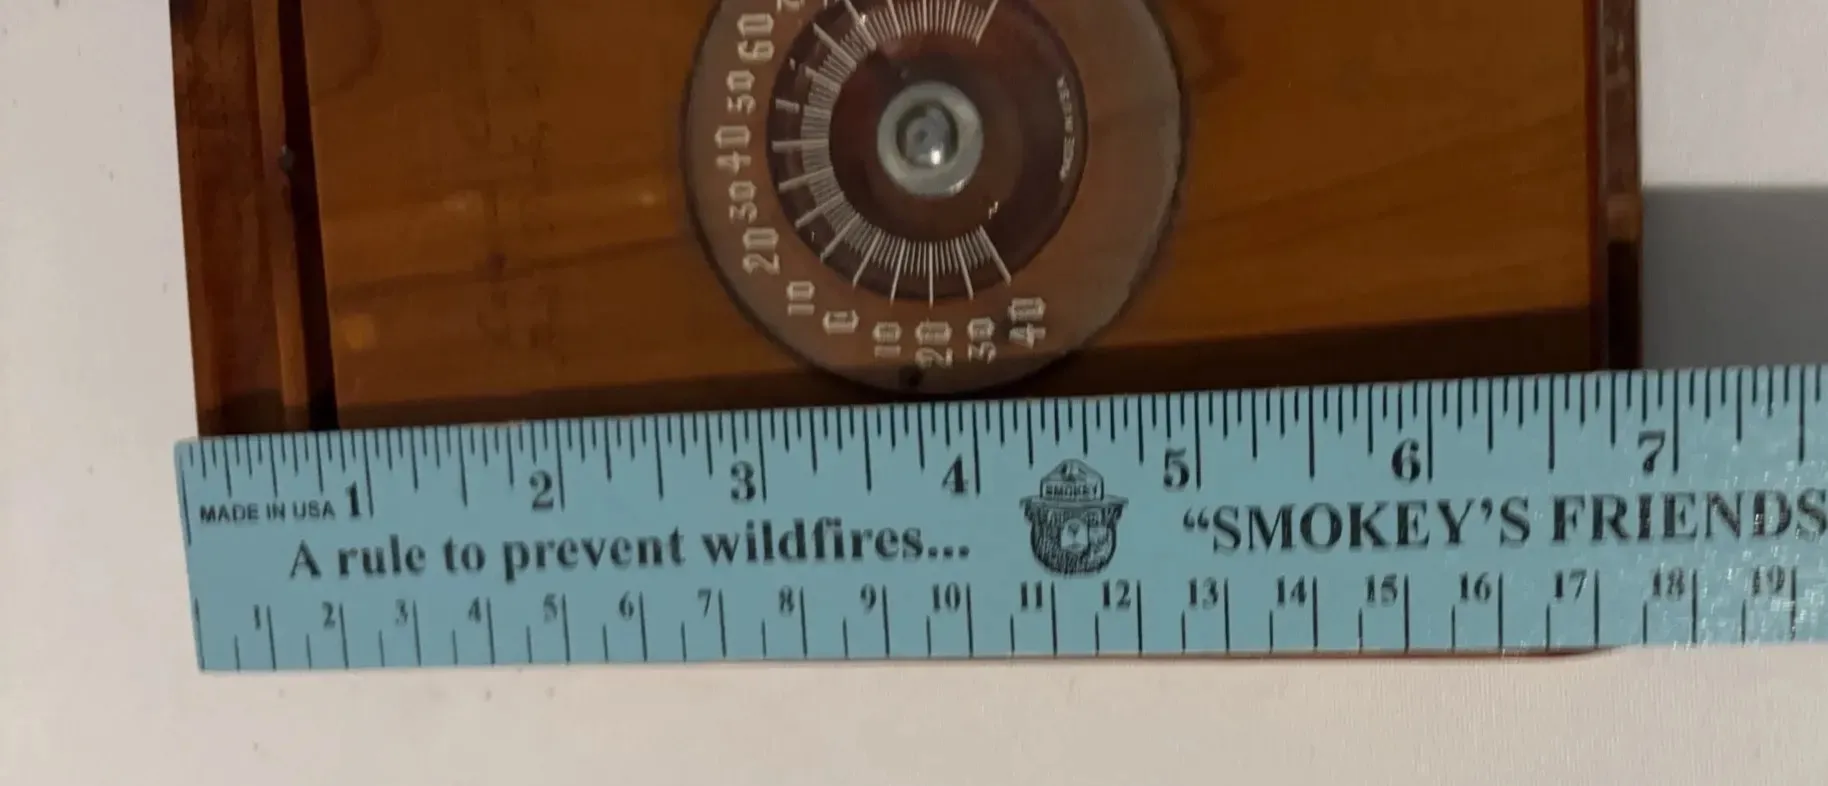 60
50
40
30
20
10
0
10
20
30
40
1 2 3 4 5 6 7
MADE IN USA
SMOKEY
A rule to prevent wildfires... “SMOKEY’S FRIENDS
1 2 3 4 5 6 7 8 9 10 11 12 13 14 15 16 17 18 19